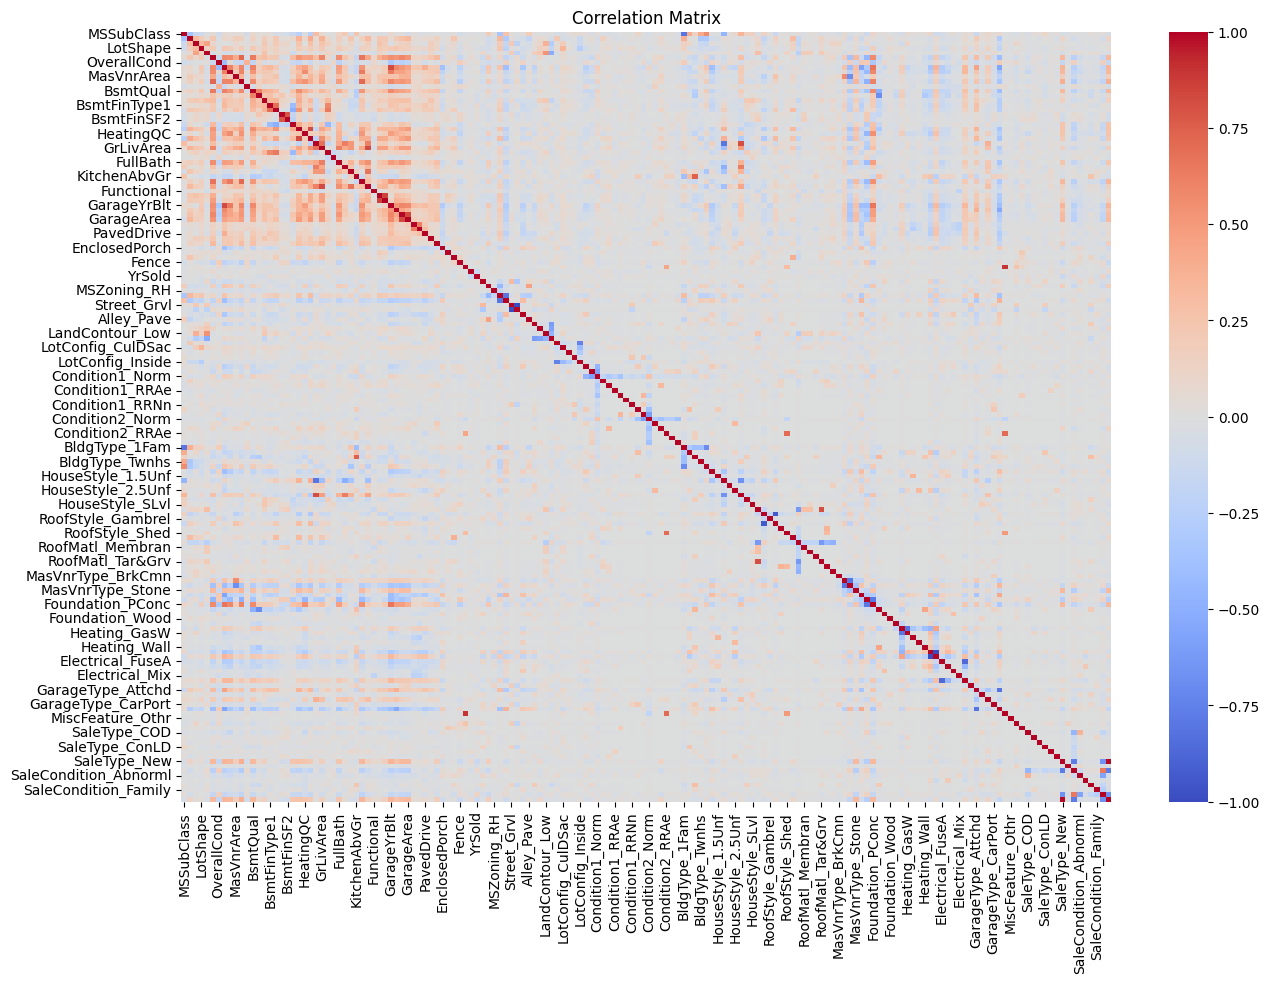 Correlation Matrix
MSSubClass
LotShape
OverallCond
MasVnrArea
BsmtQual
BsmtFinType1
BsmtFinSF2
HeatingQC
GrLivArea
FullBath
KitchenAbvGr
Functional
GarageYrBlt
GarageArea
PavedDrive
EnclosedPorch
Fence
YrSold
MSZoning_RH
Street_Grvl
Alley_Pave
LandContour_Low
LotConfig_CulDSac
LotConfig_Inside
Condition1_Norm
Condition1_RRAe
Condition1_RRNn
Condition2_Norm
Condition2_RRAe
BldgType_1Fam
BldgType_Twnhs
HouseStyle_1.5Unf
HouseStyle_2.5Unf
HouseStyle_SLvl
RoofStyle_Gambrel
RoofStyle_Shed
RoofMatl_Membran
RoofMatl_Tar&Grv
MasVnrType_BrkCmn
MasVnrType_Stone
Foundation_PConc
Foundation_Wood
Heating_GasW
Heating_Wall
Electrical_FuseA
Electrical_Mix
GarageType_Attchd
GarageType_CarPort
MiscFeature_Othr
SaleType_COD
SaleType_ConLD
SaleType_New
SaleCondition_Abnorml
SaleCondition_Family
MSSubClass
LotShape
OverallCond
MasVnrArea
BsmtQual
BsmtFinType1
BsmtFinSF2
HeatingQC
GrLivArea
FullBath
KitchenAbvGr
Functional
GarageYrBlt
GarageArea
PavedDrive
EnclosedPorch
Fence
YrSold
MSZoning_RH
Street_Grvl
Alley_Pave
LandContour_Low
LotConfig_CulDSac
LotConfig_Inside
Condition1_Norm
Condition1_RRAe
Condition1_RRNn
Condition2_Norm
Condition2_RRAe
BldgType_1Fam
BldgType_Twnhs
HouseStyle_1.5Unf
HouseStyle_2.5Unf
HouseStyle_SLvl
RoofStyle_Gambrel
RoofStyle_Shed
RoofMatl_Membran
RoofMatl_Tar&Grv
MasVnrType_BrkCmn
MasVnrType_Stone
Foundation_PConc
Foundation_Wood
Heating_GasW
Heating_Wall
Electrical_FuseA
Electrical_Mix
GarageType_Attchd
GarageType_CarPort
MiscFeature_Othr
SaleType_COD
SaleType_ConLD
SaleType_New
SaleCondition_Abnorml
SaleCondition_Family
1.00
0.75
0.50
0.25
0.00
−0.25
−0.50
−0.75
−1.00